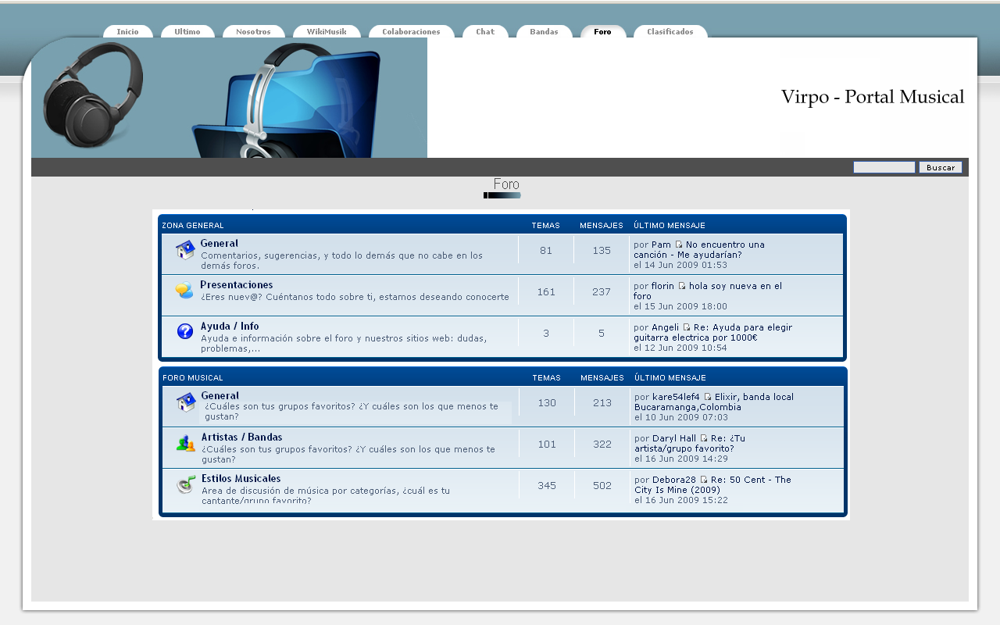 Inicio Ultimo Nosotros WikiMusik Colaboraciones Chat Bandas Foro Clasificados
Virpo - Portal Musical
Buscar
Foro
ZONA GENERAL TEMAS MENSAJES ÚLTIMO MENSAJE
General
Comentarios, sugerencias, y todo lo demás que no cabe en los
demás foros.
81 135
por Pam No encuentro una
canción - Me ayudarían?
el 14 Jun 2009 01:53
Presentaciones
¿Eres nuev@? Cuéntanos todo sobre ti, estamos deseando conocerte
161 237
por florin hola soy nueva en el
foro
el 15 Jun 2009 18:00
Ayuda / Info
Ayuda e información sobre el foro y nuestros sitios web: dudas,
problemas,...
3 5
por Angeli Re: Ayuda para elegir
guitarra electrica por 1000€
el 12 Jun 2009 10:54
FORO MUSICAL TEMAS MENSAJES ÚLTIMO MENSAJE
General
¿Cuáles son tus grupos favoritos? ¿Y cuáles son los que menos te
gustan?
130 213
por kare54lef4 Elixir, banda local
Bucaramanga,Colombia
el 10 Jun 2009 07:03
Artistas / Bandas
¿Cuáles son tus grupos favoritos? ¿Y cuáles son los que menos te
gustan?
101 322
por Daryl Hall Re: ¿Tu
artista/grupo favorito?
el 16 Jun 2009 14:29
Estilos Musicales
Area de discusión de música por categorías, ¿cuál es tu
cantante/grupo favorito?
345 502
por Debora28 Re: 50 Cent - The
City Is Mine (2009)
el 16 Jun 2009 15:22